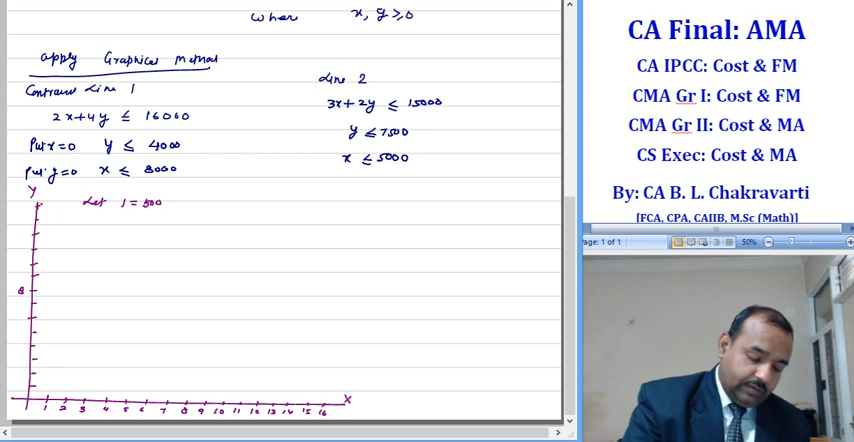 Wher x, y ≥ 0
Apply Graphical Method
Contraint Line 1
2x+4y ≤ 16000
Put x=0 y ≤ 4000
Put y=0 x ≤ 8000
Line 2
3x+2y ≤ 15000
y ≤ 7500
x ≤ 5000
Y
Let 1 = 500
8
X
1 2 3 4 5 6 7 8 9 10 11 12 13 14 15 16
CA Final: AMA
CA IPCC: Cost & FM
CMA Gr I: Cost & FM
CMA Gr II: Cost & MA
CS Exec: Cost & MA
By: CA B. L. Chakravarti
[FCA, CPA, CAIIB, M.Sc (Math)]
Page: 1 of 1 50%